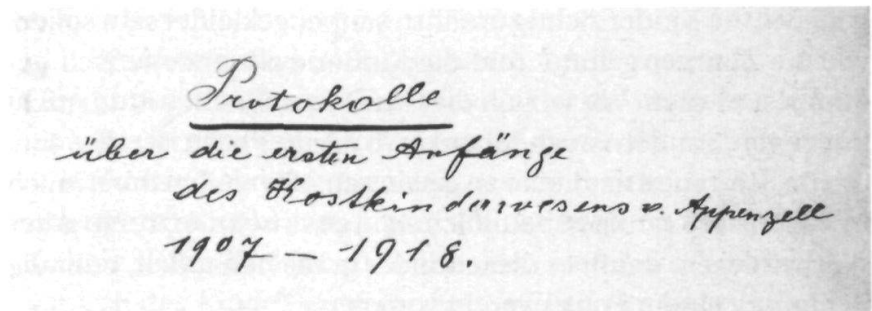 Protokolle
über die ersten Anfänge
des Kostkinderwesens v. Appenzell
1907 – 1918.